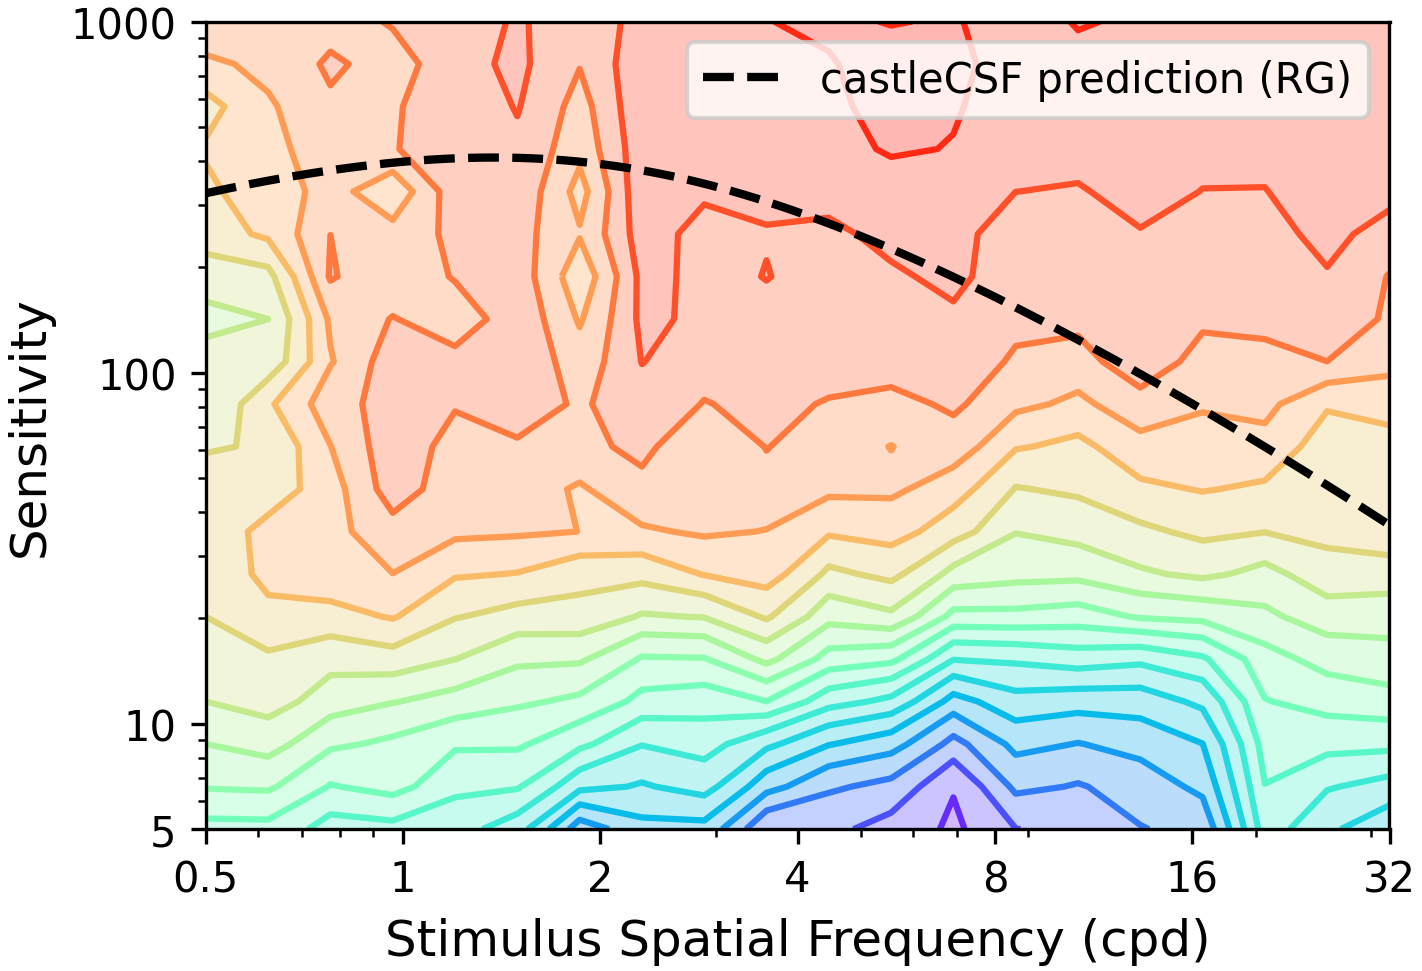 1000
castleCSF prediction (RG)
Sensitivity
100
10
5
0.5 1 2 4 8 16 32
Stimulus Spatial Frequency (cpd)